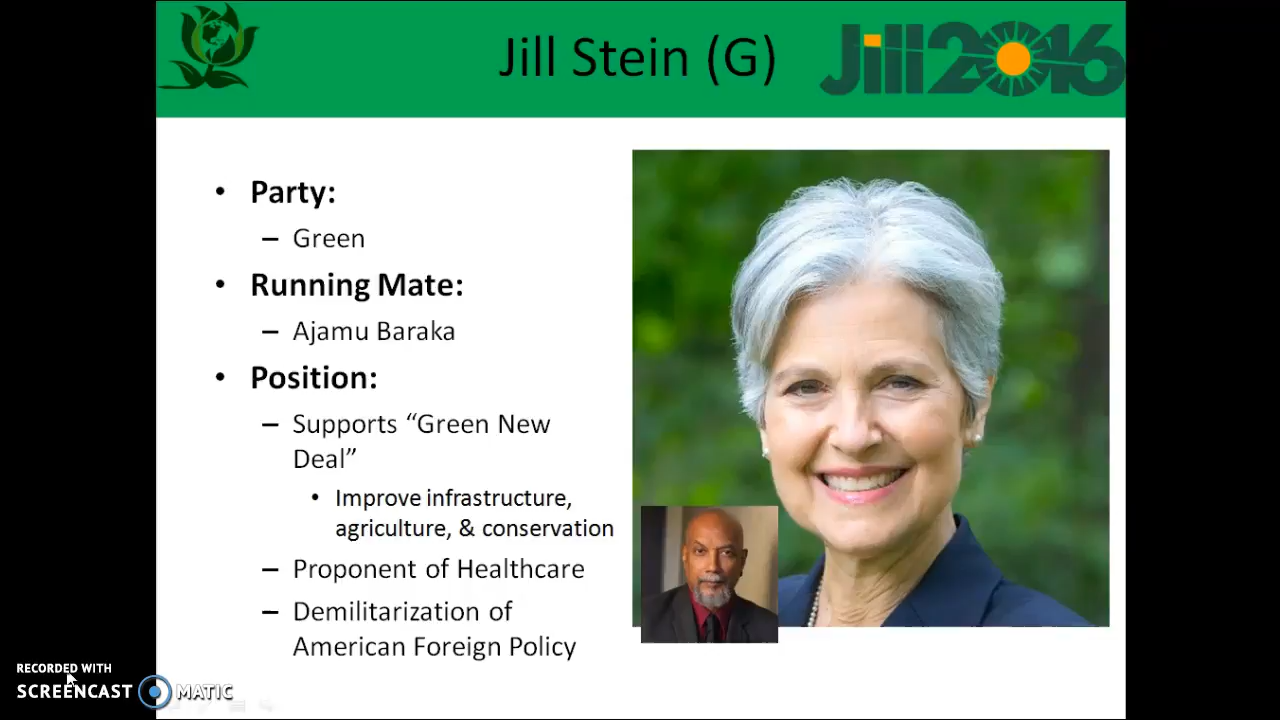 Jill Stein (G)
Jill2016
• Party:
– Green
• Running Mate:
– Ajamu Baraka
• Position:
– Supports “Green New
Deal”
• Improve infrastructure,
agriculture, & conservation
– Proponent of Healthcare
– Demilitarization of
American Foreign Policy
RECORDED WITH
SCREENCAST MATIC